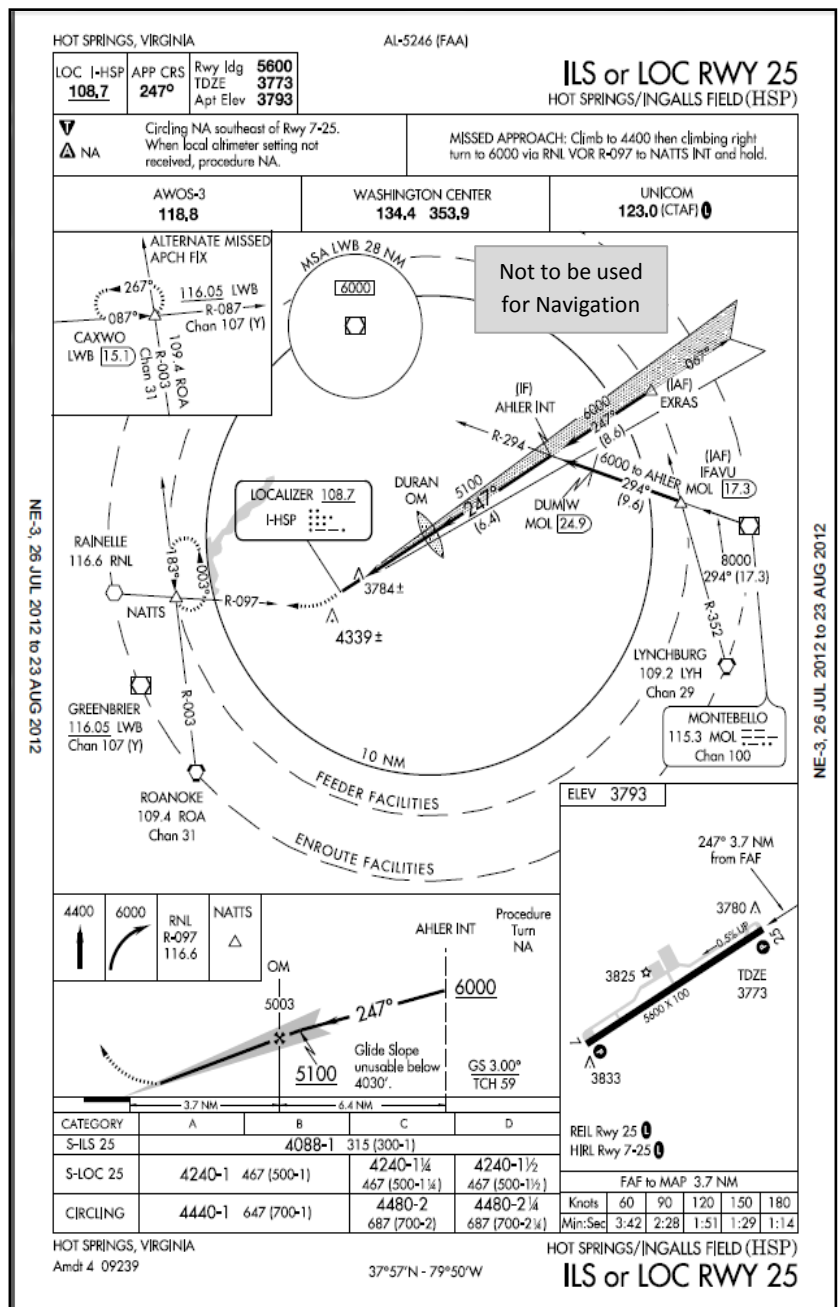 HOT SPRINGS, VIRGINIA
AL-5246 (FAA)
LOC I-HSP
108.7
APP CRS
247°
Rwy ldg 5600
TDZE 3773
Apt Elev 3793
ILS or LOC RWY 25
HOT SPRINGS/INGALLS FIELD (HSP)
T
A NA
Circling NA southeast of Rwy 7-25.
When local altimeter setting not
received, procedure NA.
MISSED APPROACH: Climb to 4400 then climbing right
turn to 6000 via RNL VOR R-097 to NATTS INT and hold.
AWOS-3
118.8
WASHINGTON CENTER
134.4 353.9
UNICOM
123.0 (CTAF) L
ALTERNATE MISSED
APCH FIX
267°
087°
116.05 LWB
R-087
Chan 107 (Y)
CAXWO
LWB 15.1
R-003
109.4 ROA
Chan 31
MSA LWB 28 NM
6000
Not to be used
for Navigation
067°
(IF)
AHLER INT
(IAF)
EXRAS
6000
247°
(8.6)
R-294
6000 to AHLER
294°
(9.6)
(IAF)
IFAVU
MOL 17.3
DURAN
OM
5100
247°
(6.4)
DUMIW
MOL 24.9
LOCALIZER 108.7
I-HSP
8000
294° (17.3)
RAINELLE
116.6 RNL
183°
003°
NATTS
R-097
3784 ±
4339 ±
R-352
LYNCHBURG
109.2 LYH
Chan 29
GREENBRIER
116.05 LWB
Chan 107 (Y)
R-003
MONTEBELLO
115.3 MOL
Chan 100
ROANOKE
109.4 ROA
Chan 31
10 NM
FEEDER FACILITIES
ENROUTE FACILITIES
NE-3, 26 JUL 2012 to 23 AUG 2012
NE-3, 26 JUL 2012 to 23 AUG 2012
ELEV 3793
247° 3.7 NM
from FAF
3780
0.5% UP
25
3825
TDZE
3773
5600 X 100
7
3833
REIL Rwy 25 L
HIRL Rwy 7-25 L
4400
6000
RNL
R-097
116.6
NATTS
OM
5003
AHLER INT
Procedure
Turn
NA
6000
247°
5100
Glide Slope
unusable below
4030'.
GS 3.00°
TCH 59
3.7 NM
6.4 NM
CATEGORY A B C D
S-ILS 25 4088-1 315 (300-1)
S-LOC 25 4240-1 467 (500-1) 4240-1¼ 467 (500-1¼) 4240-1½ 467 (500-1½)
CIRCLING 4440-1 647 (700-1) 4480-2 687 (700-2) 4480-2¼ 687 (700-2¼)
FAF to MAP 3.7 NM
Knots 60 90 120 150 180
Min:Sec 3:42 2:28 1:51 1:29 1:14
HOT SPRINGS, VIRGINIA
Amdt 4 09239
37°57'N - 79°50'W
HOT SPRINGS/INGALLS FIELD (HSP)
ILS or LOC RWY 25